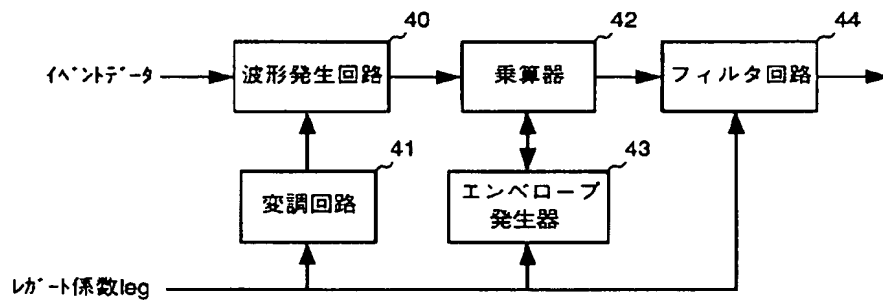 40
42
44
ｲﾍﾞﾝﾄﾃﾞｰﾀ
波形発生回路
乗算器
フィルタ回路
41
43
変調回路
エンベロープ
発生器
ﾚｶﾞｰﾄ係数leg